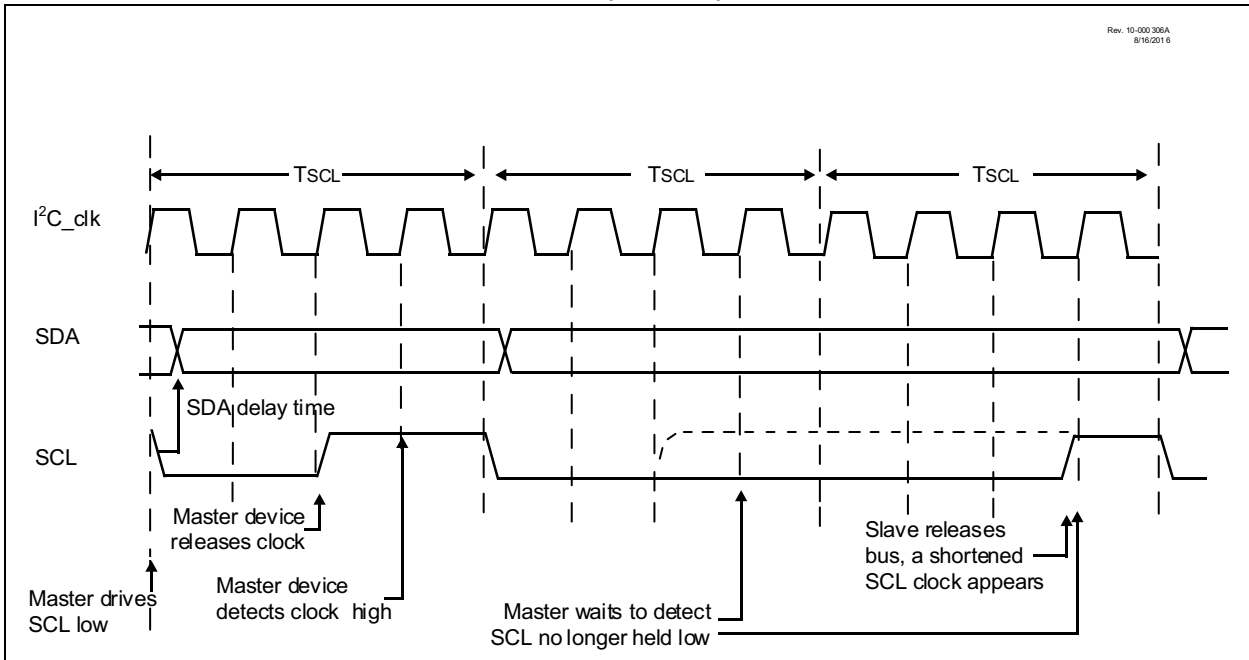 Rev. 10-000 306A
8/16/201 6
TSCL
TSCL
TSCL
I²C_clk
SDA
SDA delay time
SCL
Master device
releases clock
Slave releases
bus, a shortened
SCL clock appears
Master device
detects clock high
Master drives
SCL low
Master waits to detect
SCL no longer held low